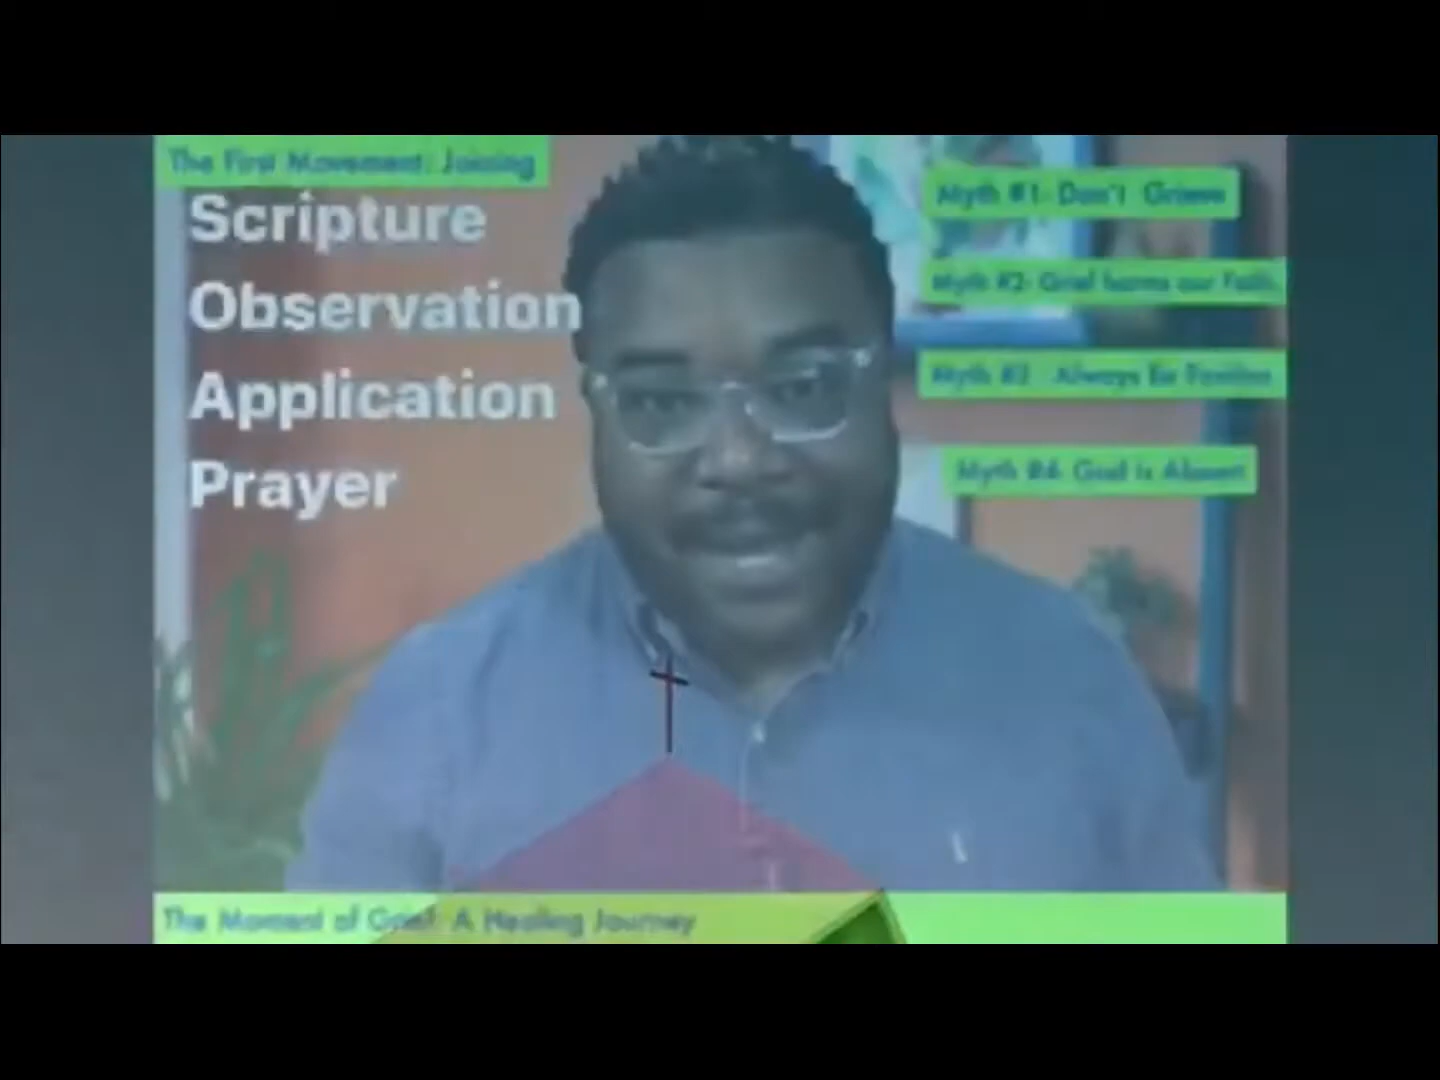 The First Movement: Joining
Scripture
Observation
Application
Prayer
Myth #1- Don't Grieve
Myth #2- Grief harms our Faith.
Myth #3 - Always Be Positive
Myth #4- God is Absent
The Moment of Grief: A Healing Journey